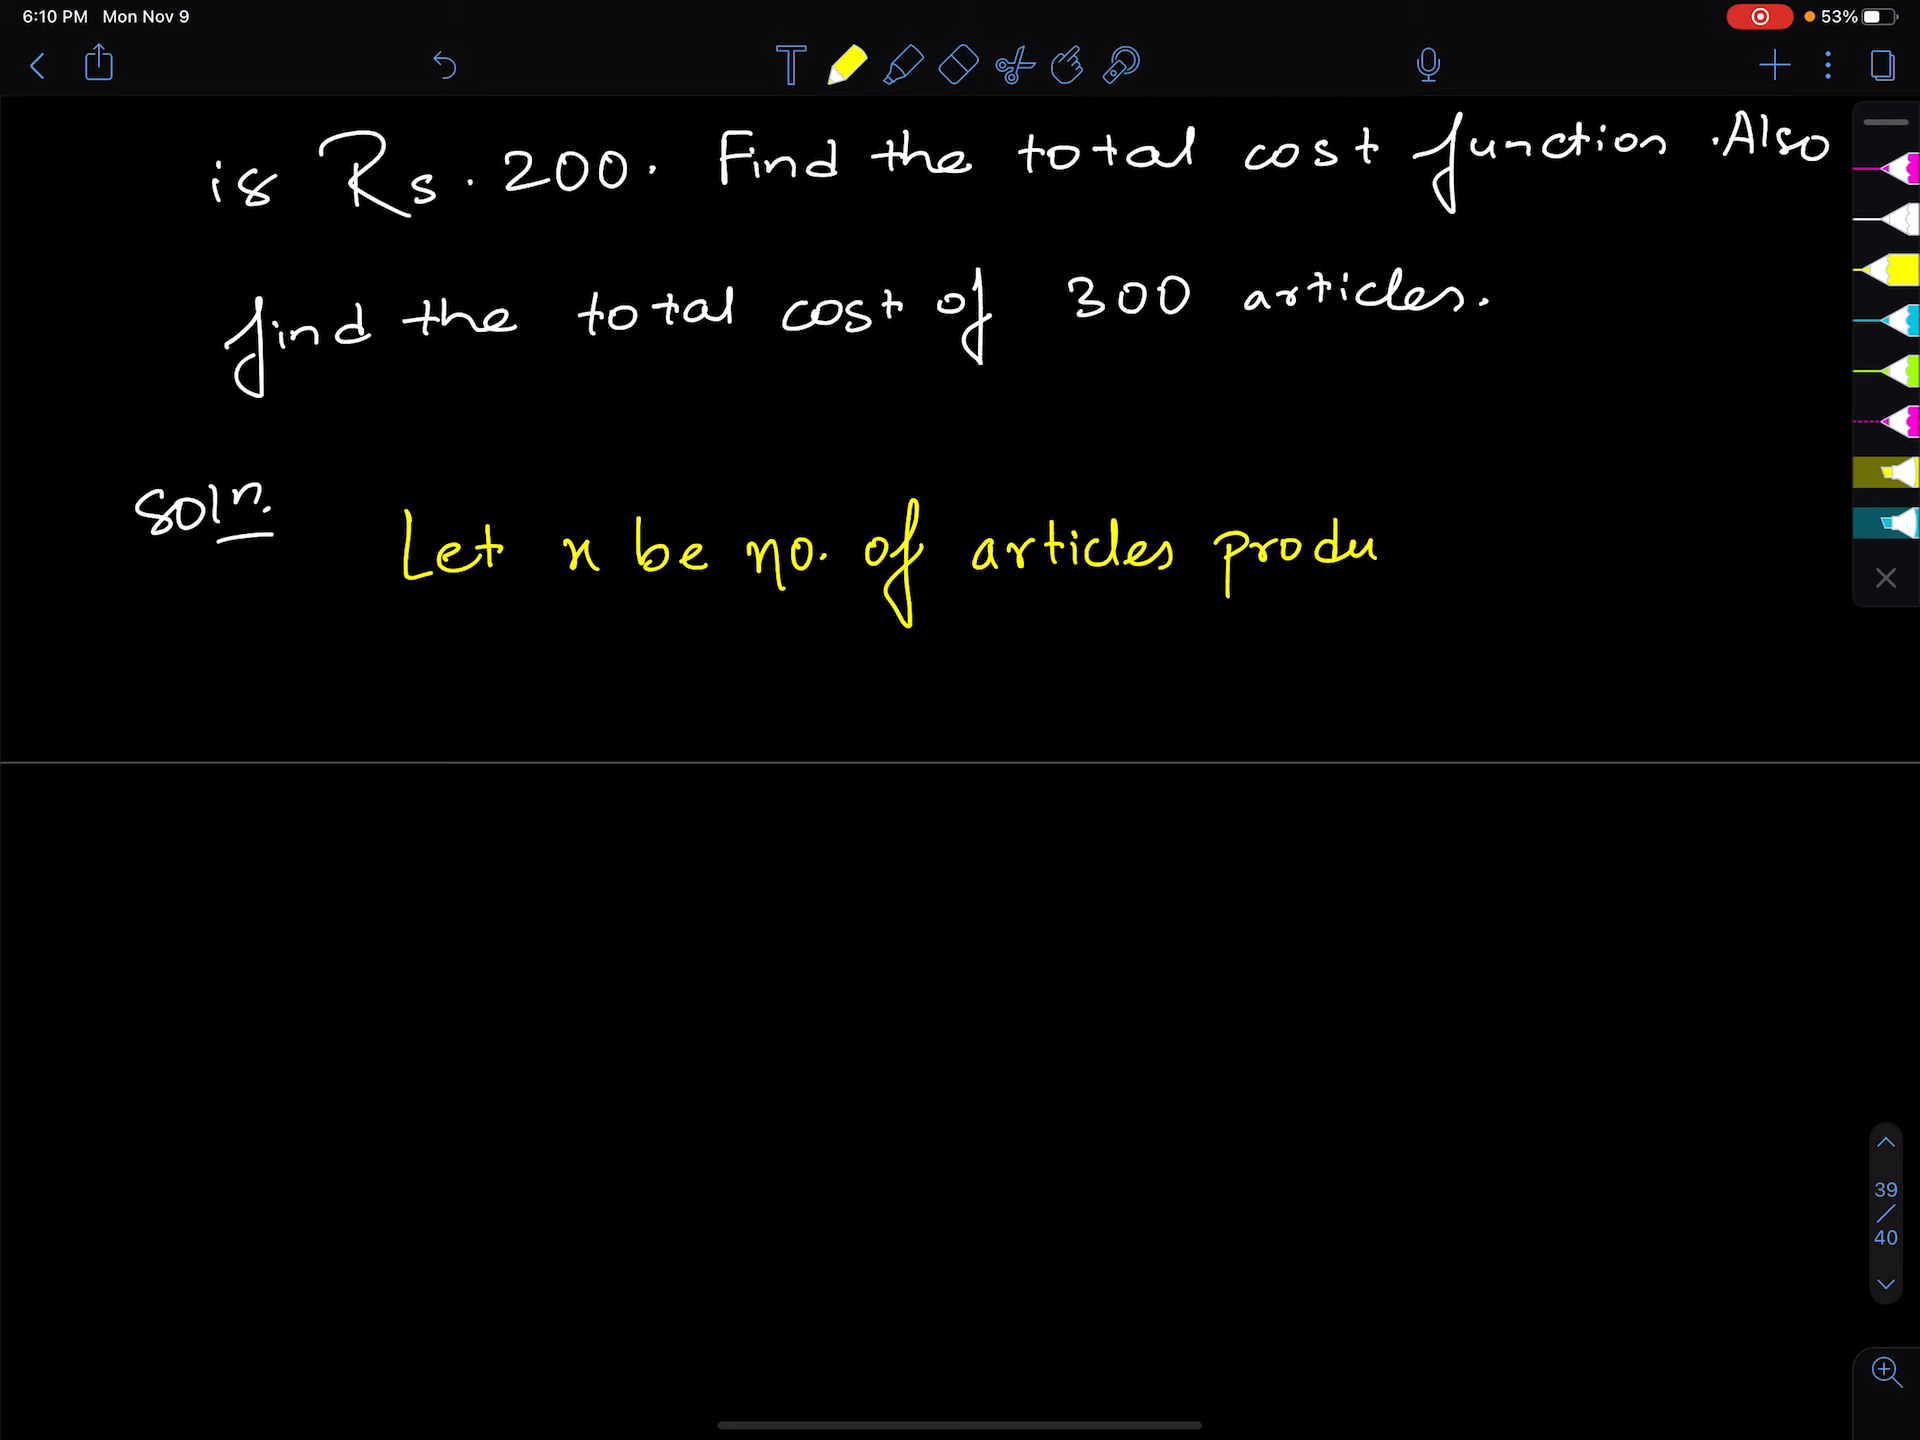 6:10 PM Mon Nov 9
53%
is Rs. 200. Find the total cost function. Also
find the total cost of 300 articles.
Soln.
Let x be no. of articles produ
39
/
40